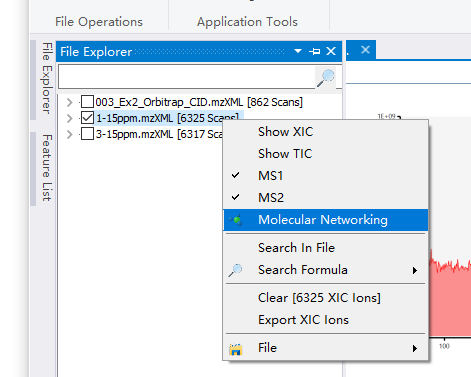 File Operations
Application Tools
File Explorer
Feature List
File Explorer
003_Ex2_Orbitrap_CID.mzXML [862 Scans]
1-15ppm.mzXML [6325 Scans]
3-15ppm.mzXML [6317 Scans]
Show XIC
Show TIC
MS1
MS2
Molecular Networking
Search In File
Search Formula
Clear [6325 XIC Ions]
Export XIC Ions
File
1E+09
100